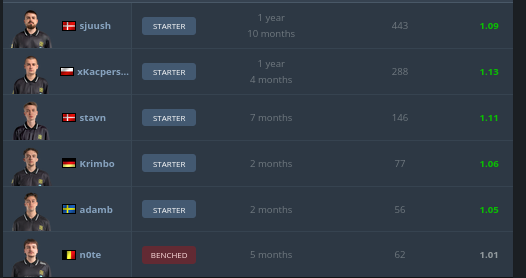 sjuush STARTER 1 year 443 1.09
10 months
xKacpers... STARTER 1 year 288 1.13
4 months
stavn STARTER 7 months 146 1.11
Krimbo STARTER 2 months 77 1.06
adamb STARTER 2 months 56 1.05
n0te BENCHED 5 months 62 1.01